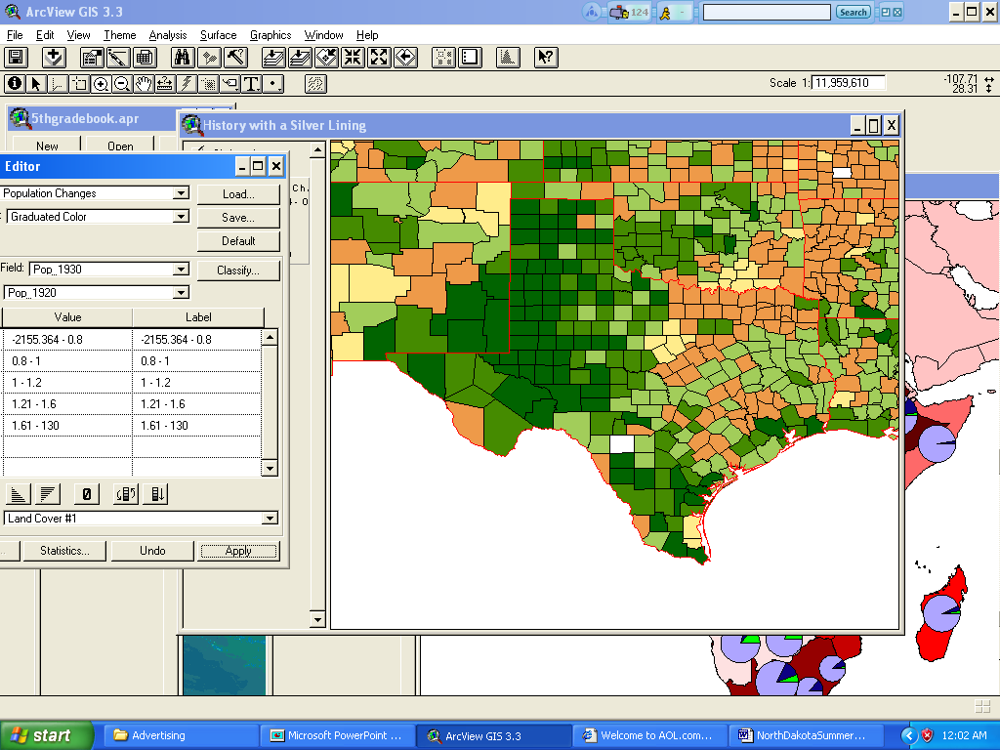 ArcView GIS 3.3
124
Search
File Edit View Theme Analysis Surface Graphics Window Help
Scale 1: 11,959,610
-107.71
28.31
5thgradebook.apr
New Open
History with a Silver Lining
Editor
Population Changes
Load...
Graduated Color
Save...
Default
Field: Pop_1930
Classify...
Pop_1920
Value Label
-2155.364 - 0.8 -2155.364 - 0.8
0.8 - 1 0.8 - 1
1 - 1.2 1 - 1.2
1.21 - 1.6 1.21 - 1.6
1.61 - 130 1.61 - 130
Land Cover #1
Statistics... Undo Apply
start
Advertising
Microsoft PowerPoint ...
ArcView GIS 3.3
Welcome to AOL.com...
NorthDakotaSummer...
12:02 AM